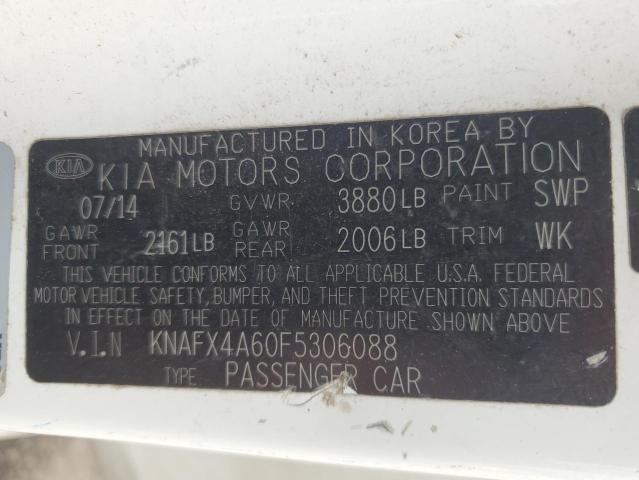 MANUFACTURED IN KOREA BY
KIA KIA MOTORS CORPORATION
07/14 GVWR 3880LB PAINT SWP
GAWR FRONT 2161LB GAWR REAR 2006LB TRIM WK
THIS VEHICLE CONFORMS TO ALL APPLICABLE U.S.A. FEDERAL
MOTOR VEHICLE SAFETY, BUMPER, AND THEFT PREVENTION STANDARDS
IN EFFECT ON THE DATE OF MANUFACTURE SHOWN ABOVE
V.I.N KNAFX4A60F5306088
TYPE PASSENGER CAR